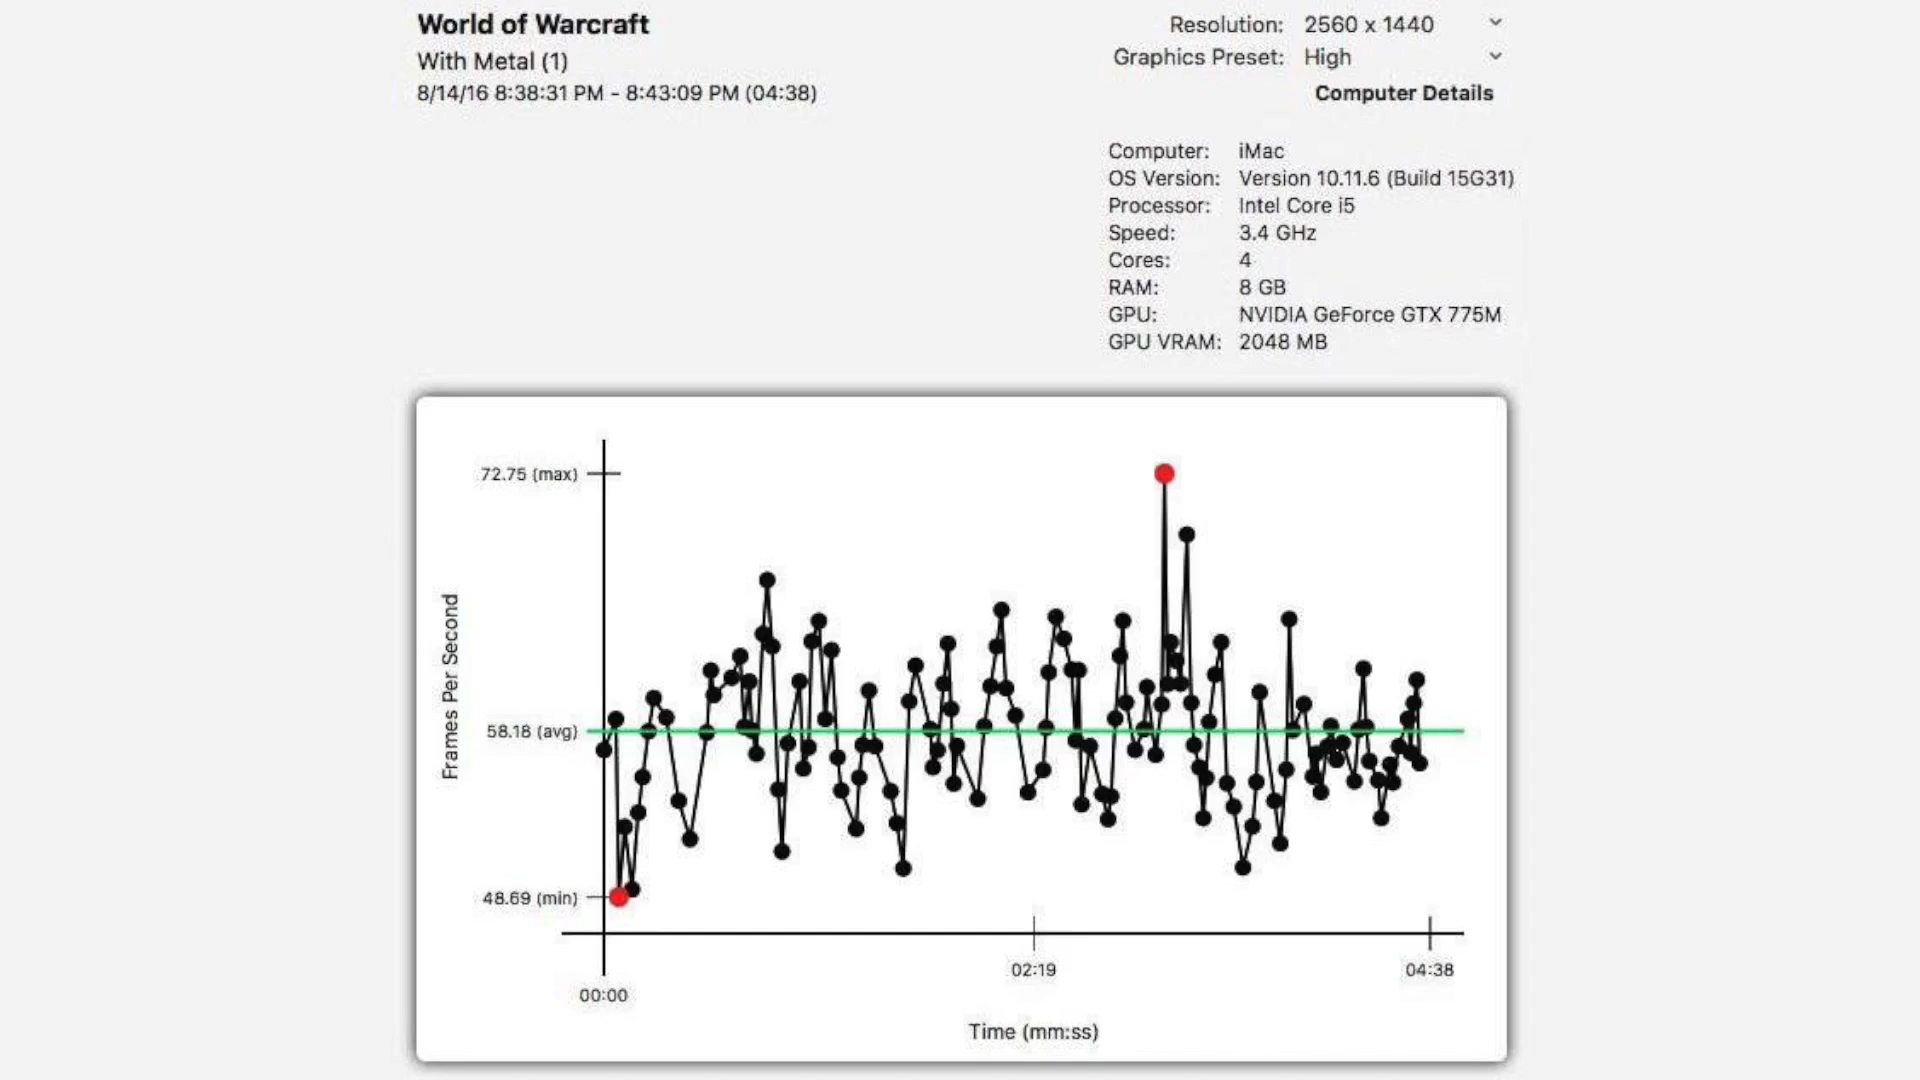 World of Warcraft
With Metal (1)
8/14/16 8:38:31 PM - 8:43:09 PM (04:38)
Resolution: 2560 x 1440
Graphics Preset: High
Computer Details
Computer: iMac
OS Version: Version 10.11.6 (Build 15G31)
Processor: Intel Core i5
Speed: 3.4 GHz
Cores: 4
RAM: 8 GB
GPU: NVIDIA GeForce GTX 775M
GPU VRAM: 2048 MB
72.75 (max)
Frames Per Second
58.18 (avg)
48.69 (min)
02:19
04:38
00:00
Time (mm:ss)